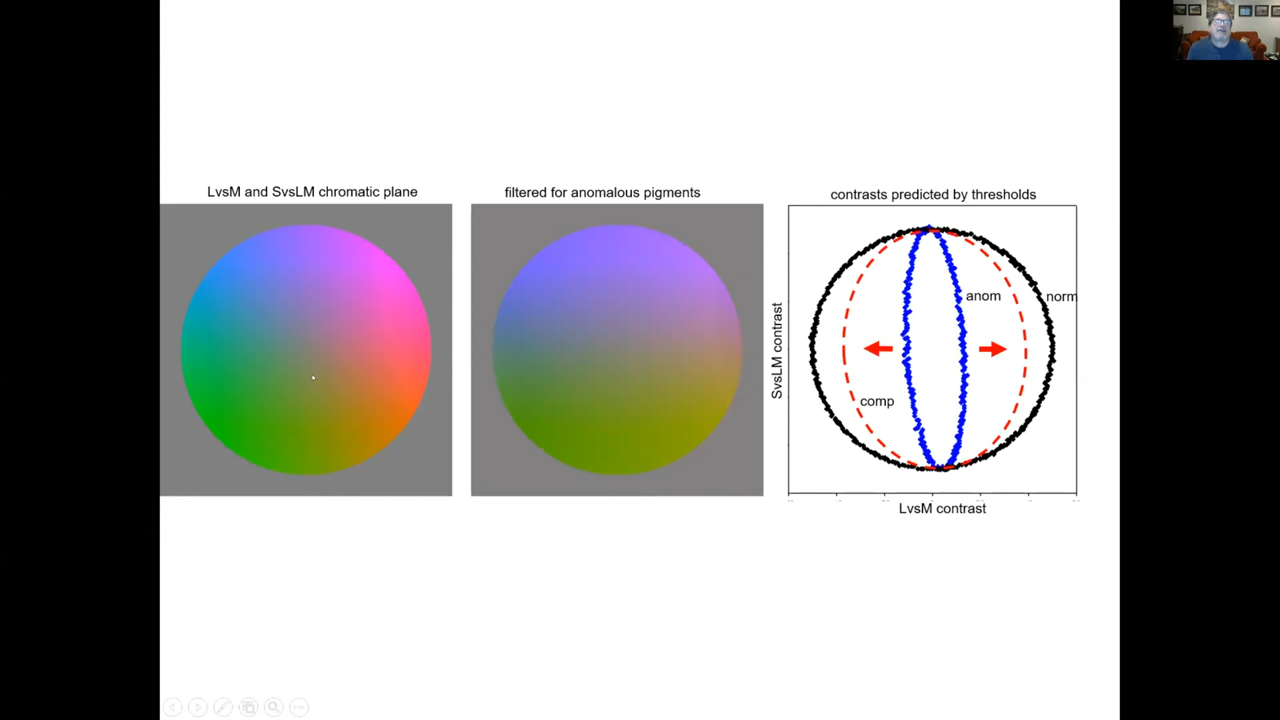 LvsM and SvsLM chromatic plane
filtered for anomalous pigments
contrasts predicted by thresholds
SvsLM contrast
anom
norm
comp
LvsM contrast